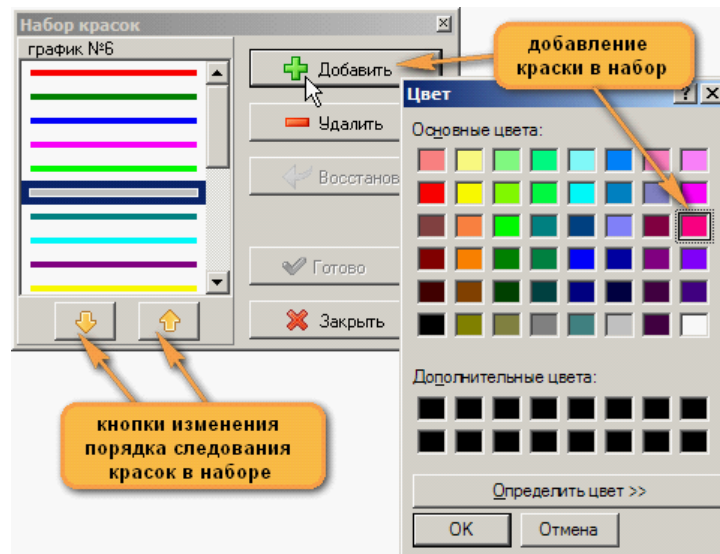 Набор красок
график №6
Добавить
Удалить
Восстанов
Готово
Закрыть
добавление
краски в набор
Цвет
Основные цвета:
Дополнительные цвета:
Определить цвет >>
ОК
Отмена
кнопки изменения
порядка следования
красок в наборе